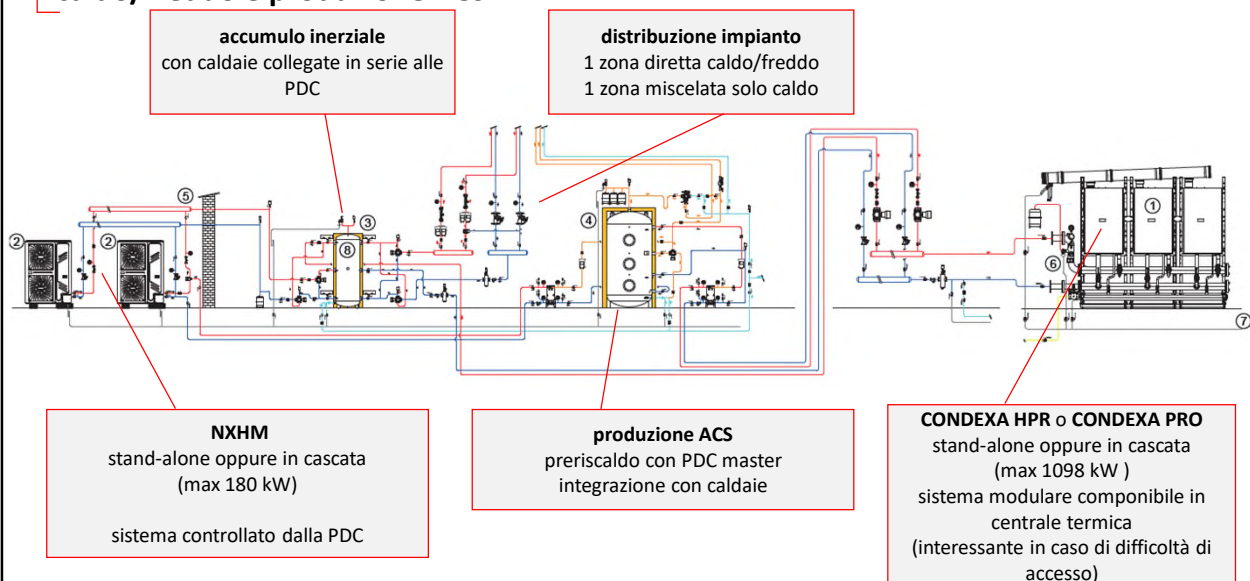 accumulo inerziale
con caldaie collegate in serie alle
PDC
distribuzione impianto
1 zona diretta caldo/freddo
1 zona miscelata solo caldo
5
2
2
3
8
4
1
6
7
NXHM
stand-alone oppure in cascata
(max 180 kW)
sistema controllato dalla PDC
produzione ACS
preriscaldo con PDC master
integrazione con caldaie
CONDEXA HPR o CONDEXA PRO
stand-alone oppure in cascata
(max 1098 kW )
sistema modulare componibile in
centrale termica
(interessante in caso di difficoltà di
accesso)